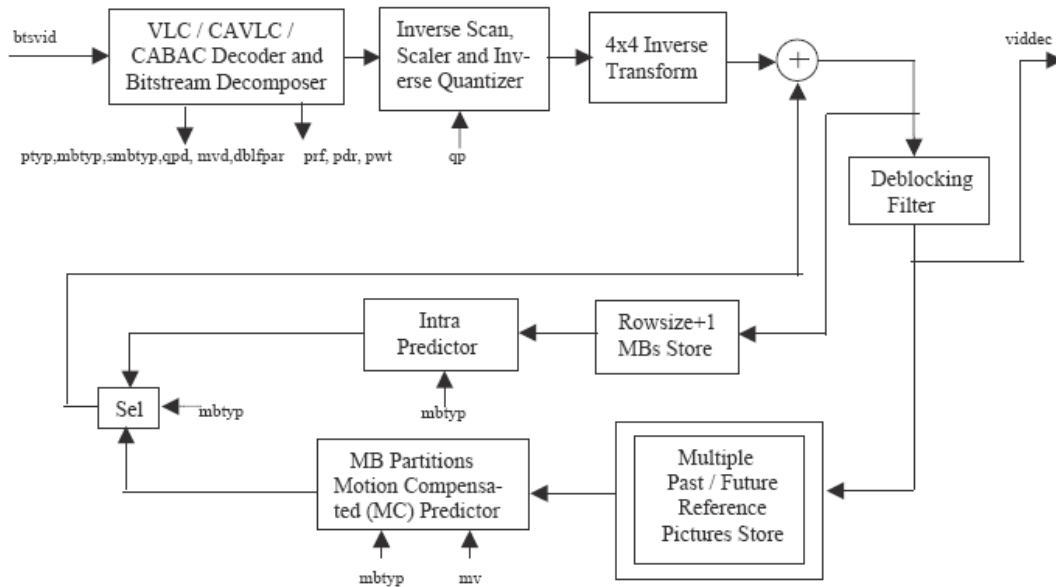 btsvid
VLC / CAVLC /
CABAC Decoder and
Bitstream Decomposer
Inverse Scan,
Scaler and Inv-
erse Quantizer
4x4 Inverse
Transform
+
viddec
ptyp,mbtyp,smbtyp,qpd, mvd,dblfpar
prf, pdr, pwt
qp
Deblocking
Filter
Intra
Predictor
Rowsize+1
MBs Store
mbtyp
Sel
mbtyp
MB Partitions
Motion Compensa-
ted (MC) Predictor
Multiple
Past / Future
Reference
Pictures Store
mbtyp
mv